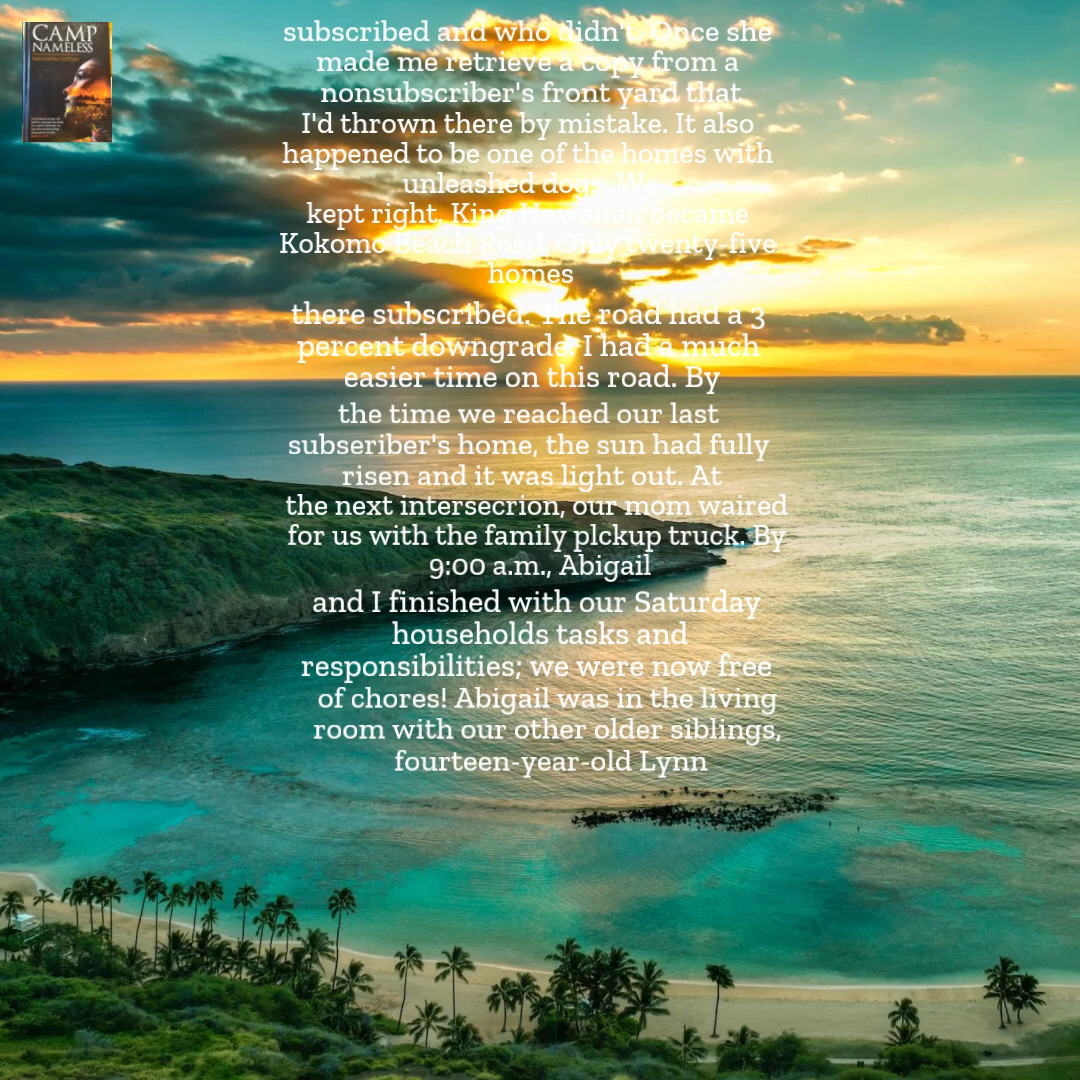 CAMP
NAMELESS
subscribed and who didn't. Once she
made me retrieve a copy from a
nonsubscriber's front yard that
I'd thrown there by mistake. It also
happened to be one of the homes with
unleashed dogs. We
kept right. King Hawaiian became
Kokomo Beach Road. Only twenty-five
homes
there subscribed. The road had a 3
percent downgrade. I had a much
easier time on this road. By
the time we reached our last
subseriber's home, the sun had fully
risen and it was light out. At
the next intersecrion, our mom waired
for us with the family plckup truck. By
9:00 a.m., Abigail
and I finished with our Saturday
households tasks and
responsibilities; we were now free
of chores! Abigail was in the living
room with our other older siblings,
fourteen-year-old Lynn